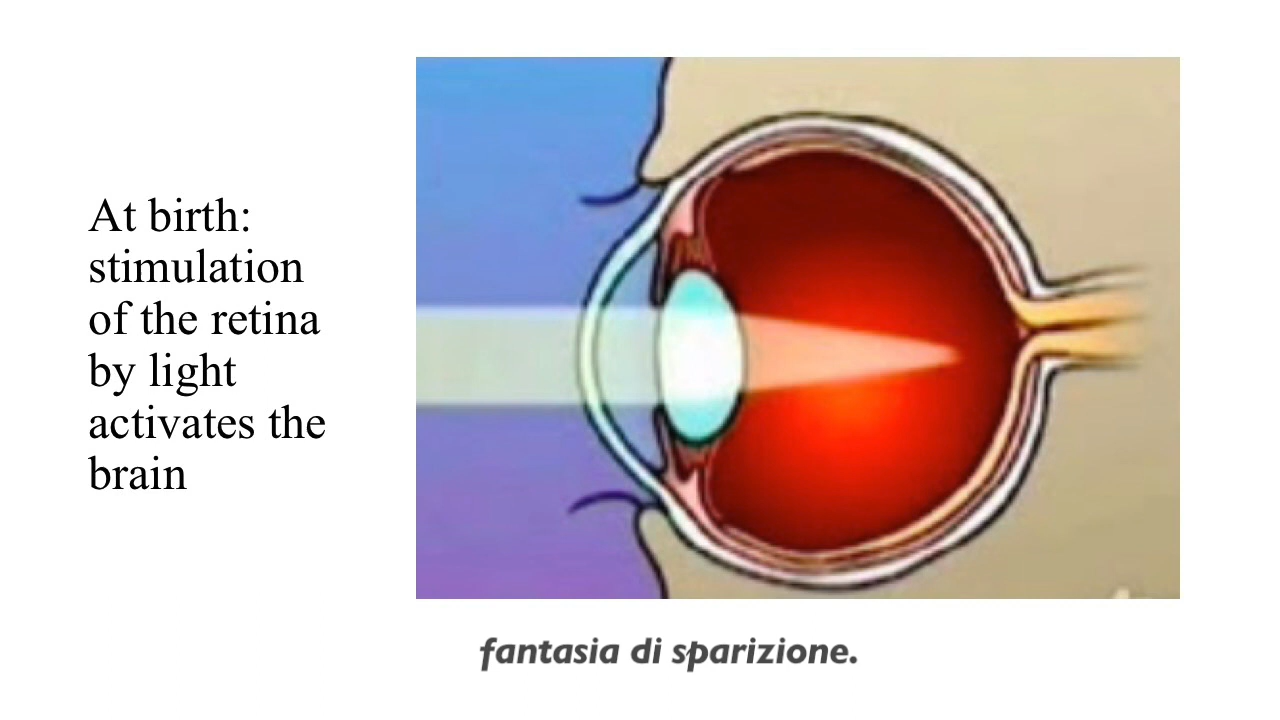 At birth:
stimulation
of the retina
by light
activates the
brain
fantasia di sparizione.